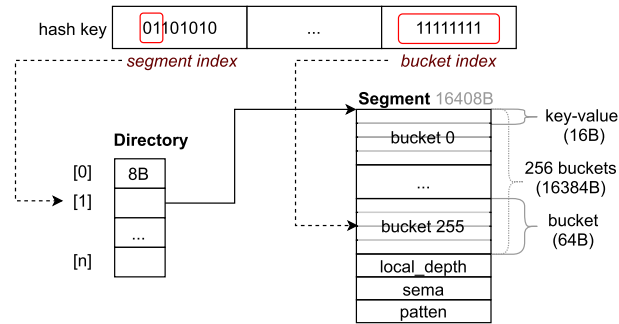 hash key 01101010 ... 11111111
segment index bucket index
Segment 16408B
key-value
(16B)
Directory
bucket 0
[0] 8B
256 buckets
(16384B)
[1]
...
bucket
(64B)
bucket 255
...
[n]
local_depth
sema
patten